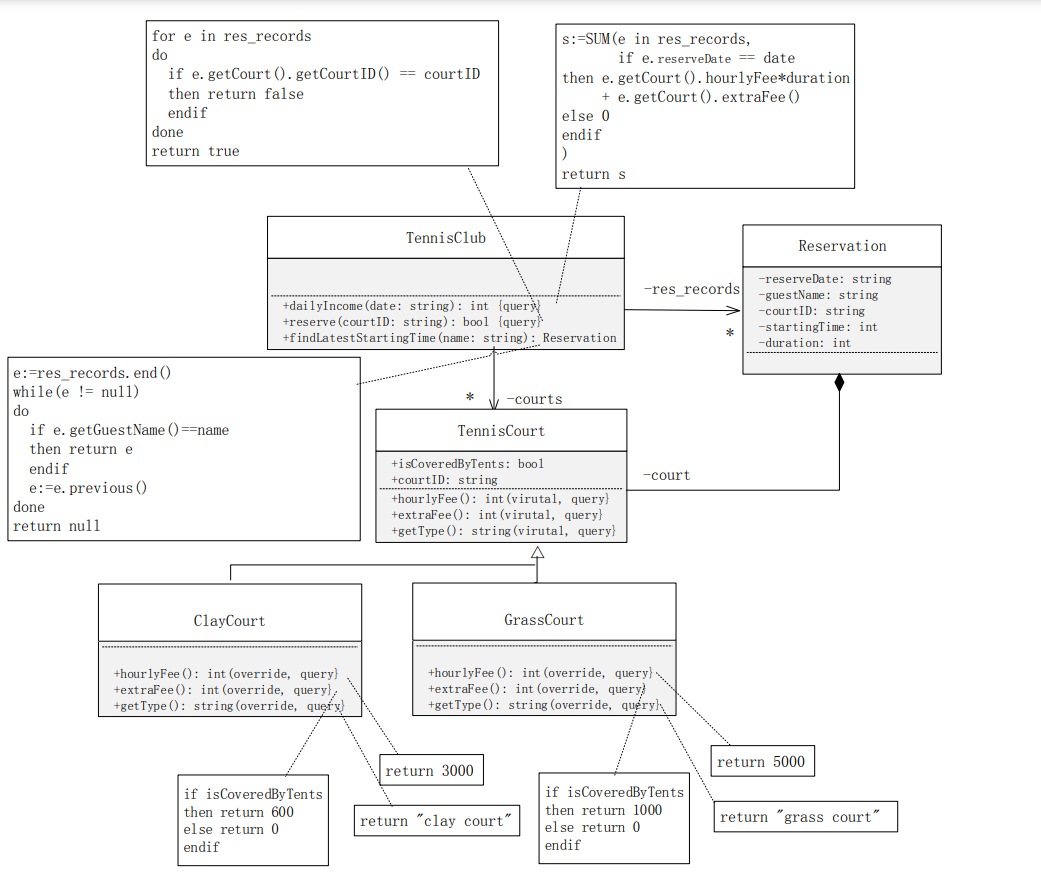 for e in res_records
do
if e.getCourt().getCourtID() == courtID
then return false
endif
done
return true
s:=SUM(e in res_records,
if e.reserveDate == date
then e.getCourt().hourlyFee*duration
+ e.getCourt().extraFee()
else 0
endif
)
return s
TennisClub
+dailyIncome(date: string): int {query}
+reserve(courtID: string): bool {query}
+findLatestStartingTime(name: string): Reservation
-res_records
*
Reservation
-reserveDate: string
-guestName: string
-courtID: string
-startingTime: int
-duration: int
e:=res_records.end()
while(e != null)
do
if e.getGuestName()==name
then return e
endif
e:=e.previous()
done
return null
* -courts
TennisCourt
+isCoveredByTents: bool
+courtID: string
+hourlyFee(): int(virutal, query}
+extraFee(): int(virutal, query}
+getType(): string(virutal, query}
-court
ClayCourt
+hourlyFee(): int(override, query}
+extraFee(): int(override, query}
+getType(): string(override, query}
GrassCourt
+hourlyFee(): int(override, query}
+extraFee(): int(override, query}
+getType(): string(override, query}
if isCoveredByTents
then return 600
else return 0
endif
return 3000
return "clay court"
if isCoveredByTents
then return 1000
else return 0
endif
return 5000
return "grass court"